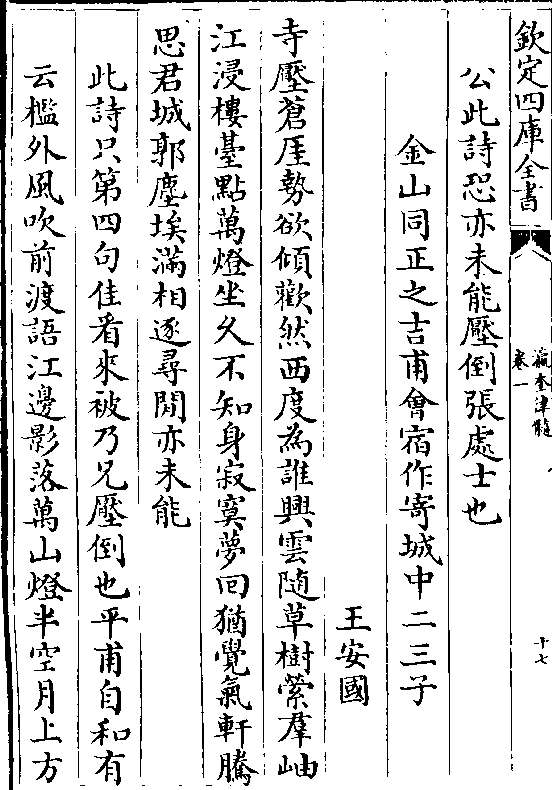 欽定四庫全書
瀛奎律髓
卷一
十七
公此詩恐亦未能壓倒張處士也
金山同正之吉甫會宿作寄城中二三子
王安國
寺壓蒼厓勢欲傾歡然西度為誰興雲隨草樹縈羣岫
江浸樓臺點萬燈坐久不知身寂寞夢回猶覺氣軒騰
思君城郭塵埃滿相逐尋閒亦未能
此詩只第四句佳看來被乃兄壓倒也平甫自和有
云檻外風吹前渡語江邊影落萬山燈半空月上方